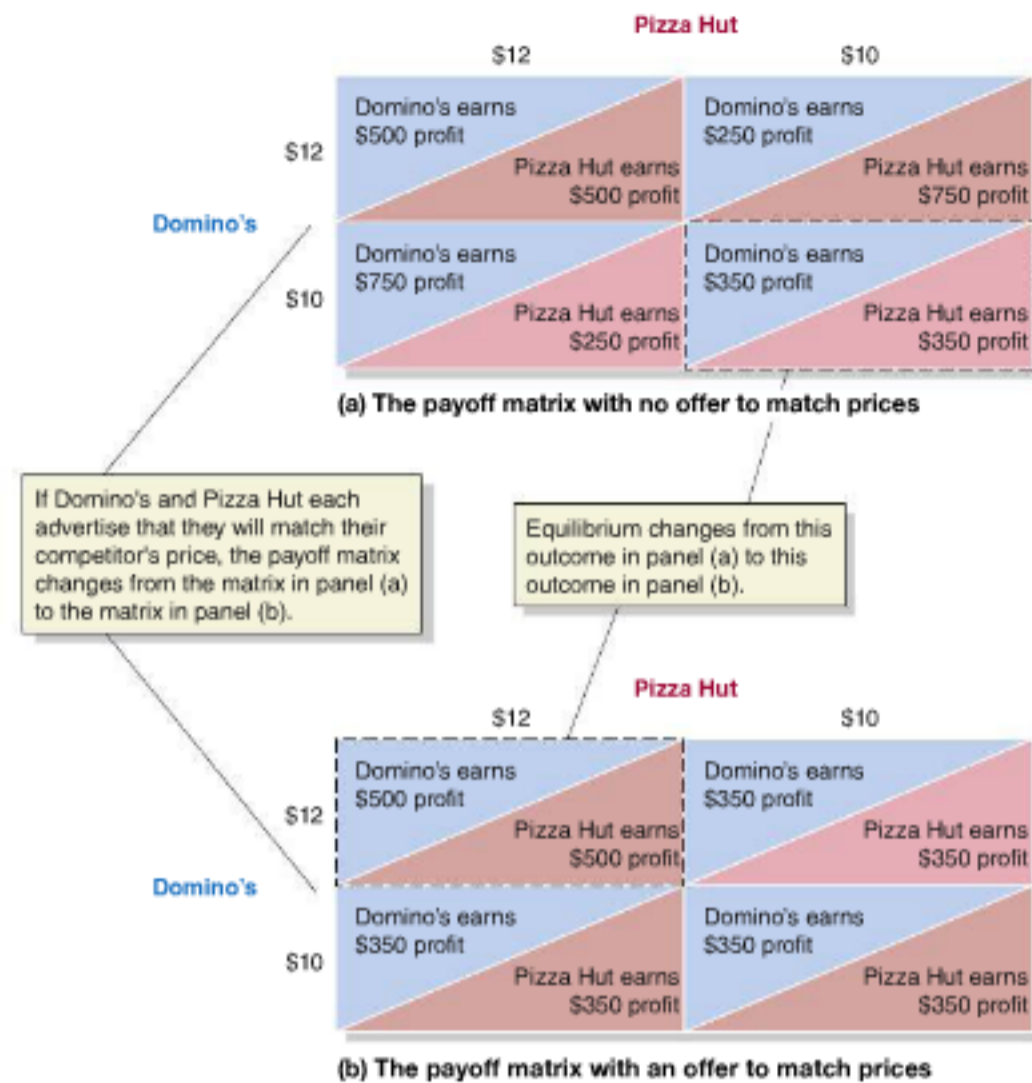 Pizza Hut
$12 $10
Domino's earns
$500 profit
Domino's earns
$250 profit
$12
Pizza Hut earns
$500 profit
Pizza Hut earns
$750 profit
Domino's
Domino's earns
$750 profit
Domino's earns
$350 profit
$10
Pizza Hut earns
$250 profit
Pizza Hut earns
$350 profit
(a) The payoff matrix with no offer to match prices
If Domino's and Pizza Hut each
advertise that they will match their
competitor's price, the payoff matrix
changes from the matrix in panel (a)
to the matrix in panel (b).
Equilibrium changes from this
outcome in panel (a) to this
outcome in panel (b).
Pizza Hut
$12 $10
Domino's earns
$500 profit
Domino's earns
$350 profit
$12
Pizza Hut earns
$500 profit
Pizza Hut earns
$350 profit
Domino's
Domino's earns
$350 profit
Domino's earns
$350 profit
$10
Pizza Hut earns
$350 profit
Pizza Hut earns
$350 profit
(b) The payoff matrix with an offer to match prices